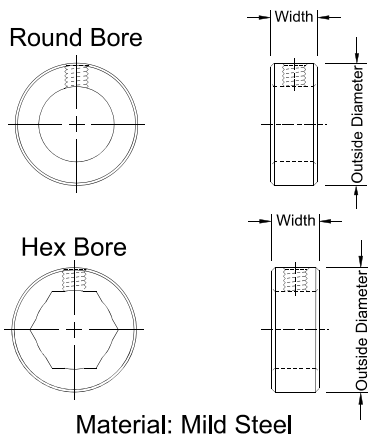 Width
Round Bore
Outside Diameter
Width
Hex Bore
Outside Diameter
Material: Mild Steel